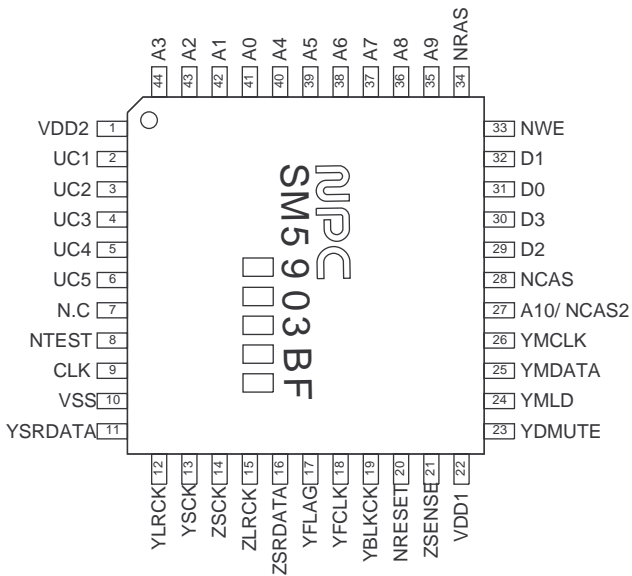 A3 A2 A1 A0 A4 A5 A6 A7 A8 A9 NRAS
44 43 42 41 40 39 38 37 36 35 34
VDD2 1
UC1 2
UC2 3
UC3 4
UC4 5
UC5 6
N.C 7
NTEST 8
CLK 9
VSS 10
YSRDATA 11
NPC
SM5903BF
33 NWE
32 D1
31 D0
30 D3
29 D2
28 NCAS
27 A10/ NCAS2
26 YMCLK
25 YMDATA
24 YMLD
23 YDMUTE
12 13 14 15 16 17 18 19 20 21 22
YLRCK YSCK ZSCK ZLRCK ZSRDATA YFLAG YFCLK YBLKCK NRESET ZSENSE VDD1